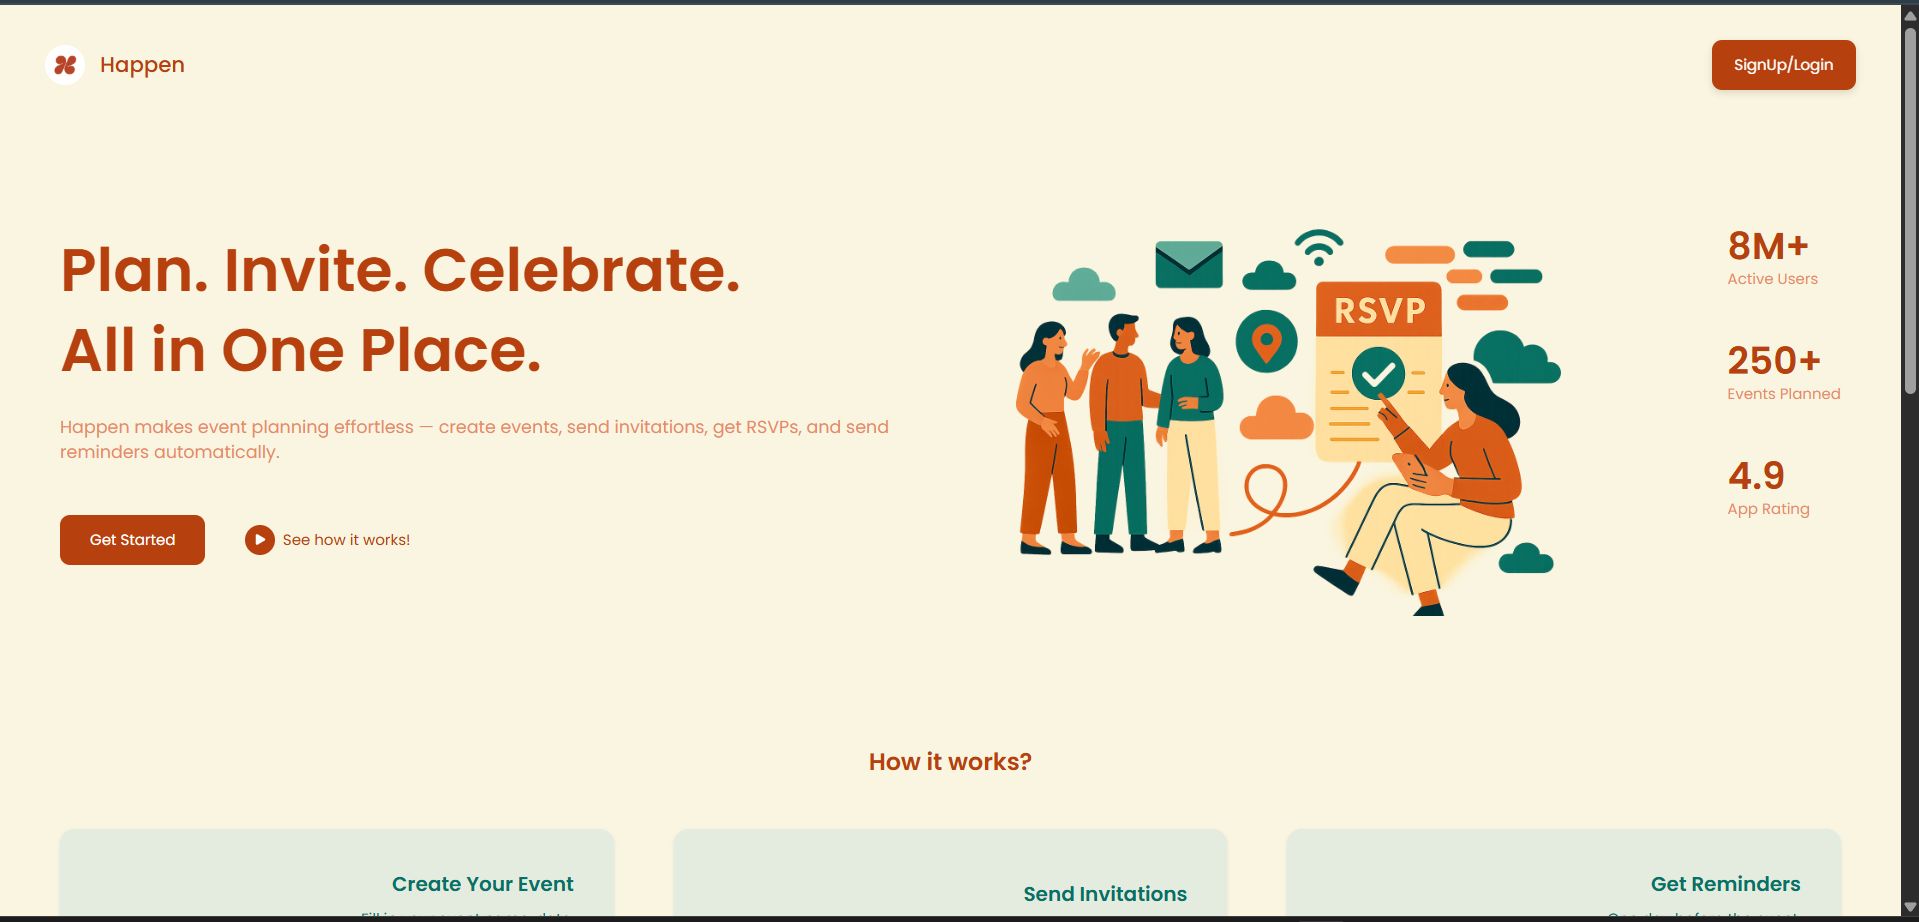 Happen
SignUp/Login
Plan. Invite. Celebrate.
All in One Place.
Happen makes event planning effortless — create events, send invitations, get RSVPs, and send
reminders automatically.
Get Started
See how it works!
RSVP
8M+
Active Users
250+
Events Planned
4.9
App Rating
How it works?
Create Your Event
Send Invitations
Get Reminders